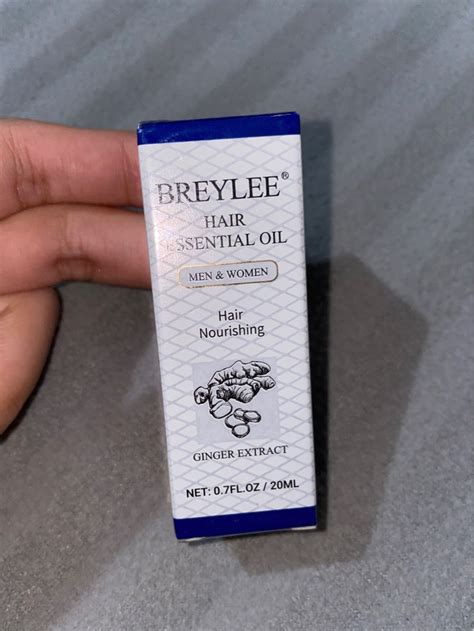 BREYLEE®
HAIR
ESSENTIAL OIL
MEN & WOMEN
Hair
Nourishing
GINGER EXTRACT
NET: 0.7FL.OZ / 20ML